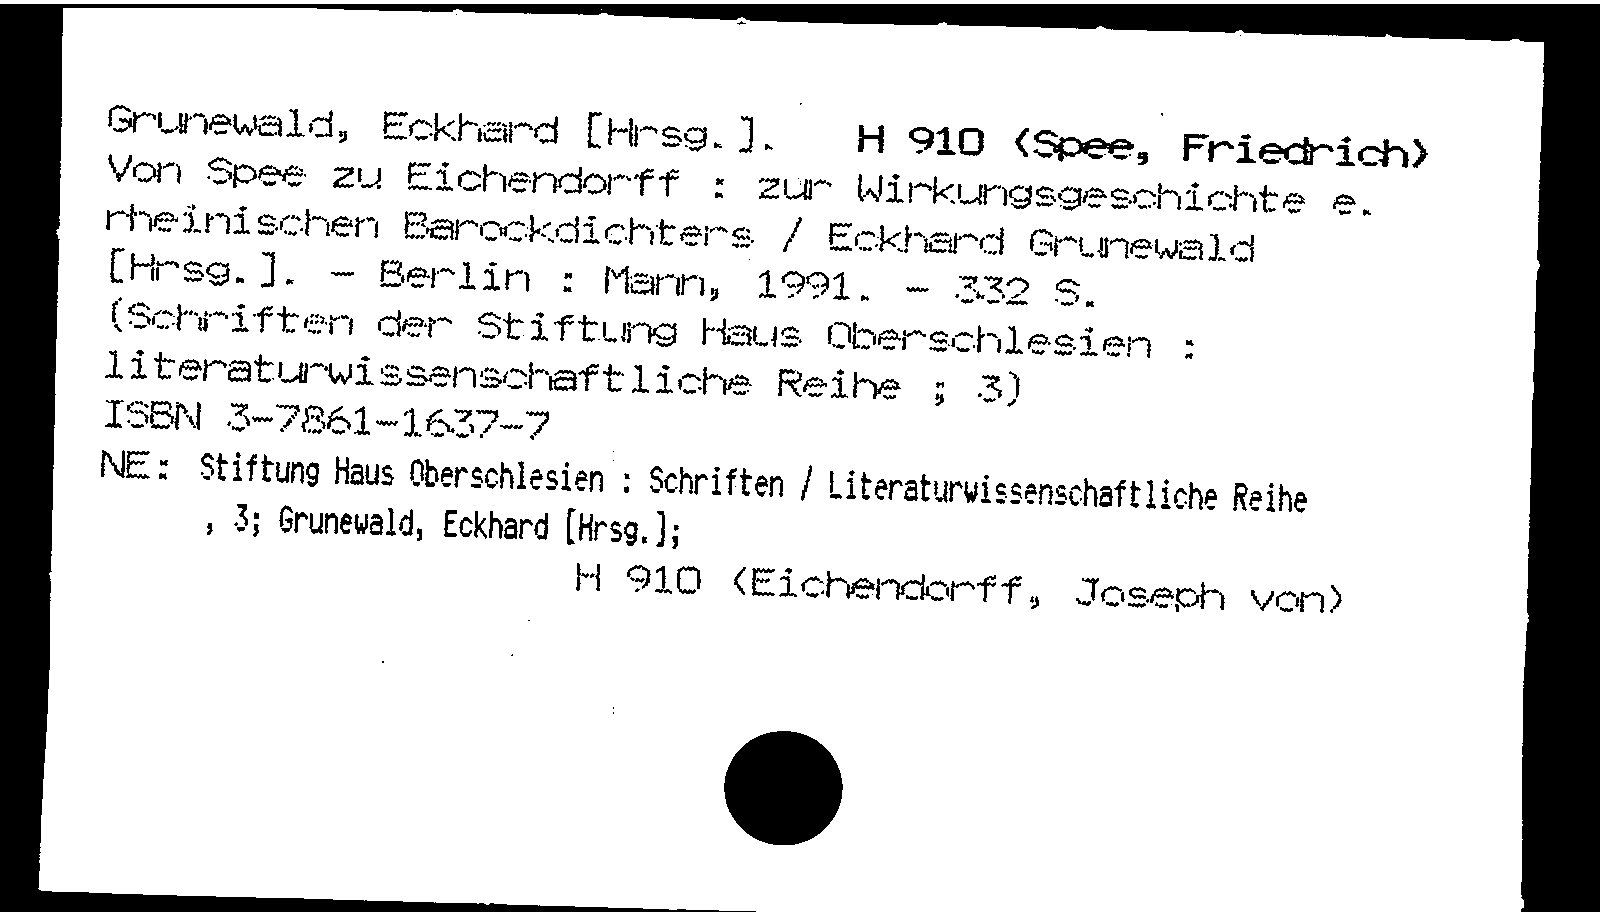 Grunewald, Eckhard [Hrsg.]. H 910 (Spee, Friedrich)
Von Spee zu Eichendorff : zur Wirkungsgeschichte e.
rheinischen Barockdichters / Eckhard Grunewald
[Hrsg.]. - Berlin : Mann, 1991. - 332 S.
(Schriften der Stiftung Haus Oberschlesien :
literaturwissenschaftliche Reihe ; 3)
ISBN 3-7861-1637-7
NE: Stiftung Haus Oberschlesien : Schriften / Literaturwissenschaftliche Reihe
, 3; Grunewald, Eckhard [Hrsg.];
H 910 (Eichendorff, Joseph von)